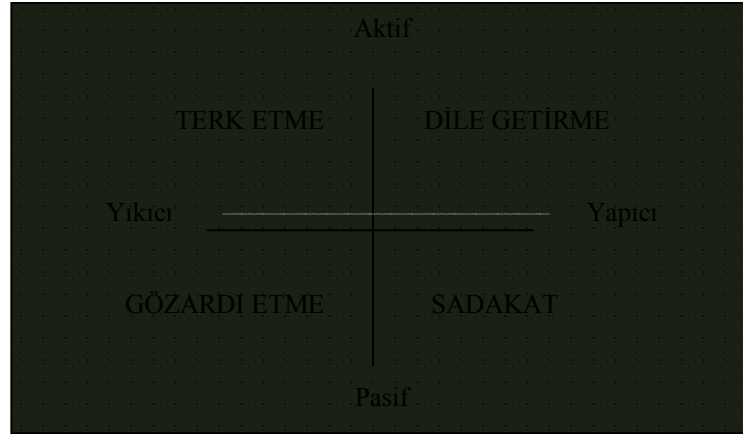 Aktif
TERK ETME DİLE GETİRME
Yıkıcı Yapıcı
GÖZARDI ETME SADAKAT
Pasif